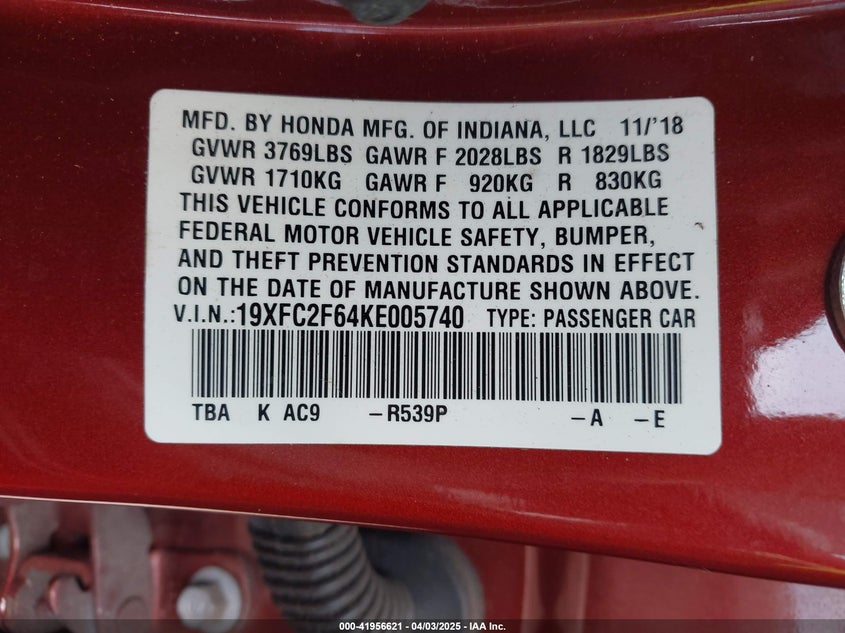 MFD. BY HONDA MFG. OF INDIANA, LLC 11/'18
GVWR 3769LBS GAWR F 2028LBS R 1829LBS
GVWR 1710KG GAWR F 920KG R 830KG
THIS VEHICLE CONFORMS TO ALL APPLICABLE
FEDERAL MOTOR VEHICLE SAFETY, BUMPER,
AND THEFT PREVENTION STANDARDS IN EFFECT
ON THE DATE OF MANUFACTURE SHOWN ABOVE.
V.I.N.:19XFC2F64KE005740 TYPE: PASSENGER CAR
TBA K AC9 -R539P -A -E
000-41956621 - 04/03/2025 - IAA Inc.